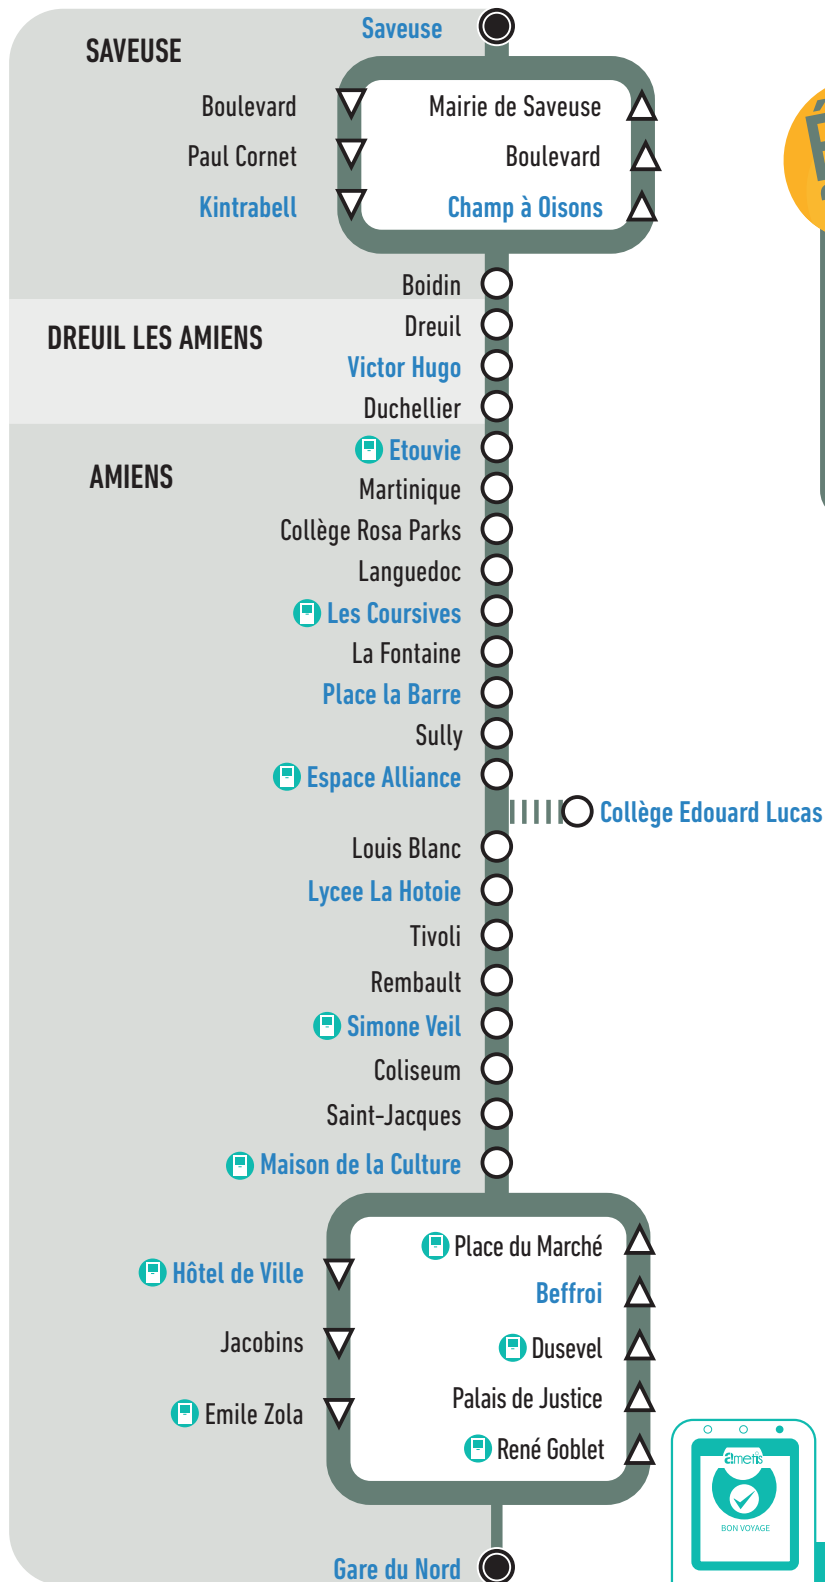 Saveuse
SAVEUSE
Boulevard
Mairie de Saveuse
Paul Cornet
Boulevard
Kintrabell
Champ à Oisons
Boidin
DREUIL LES AMIENS
Dreuil
Victor Hugo
Duchellier
AMIENS
Etouvie
Martinique
Collège Rosa Parks
Languedoc
Les Coursives
La Fontaine
Place la Barre
Sully
Espace Alliance
Collège Edouard Lucas
Louis Blanc
Lycee La Hotoie
Tivoli
Rembault
Simone Veil
Coliseum
Saint-Jacques
Maison de la Culture
Place du Marché
Hôtel de Ville
Beffroi
Jacobins
Dusevel
Palais de Justice
Emile Zola
René Goblet
ametis
BON VOYAGE
Gare du Nord